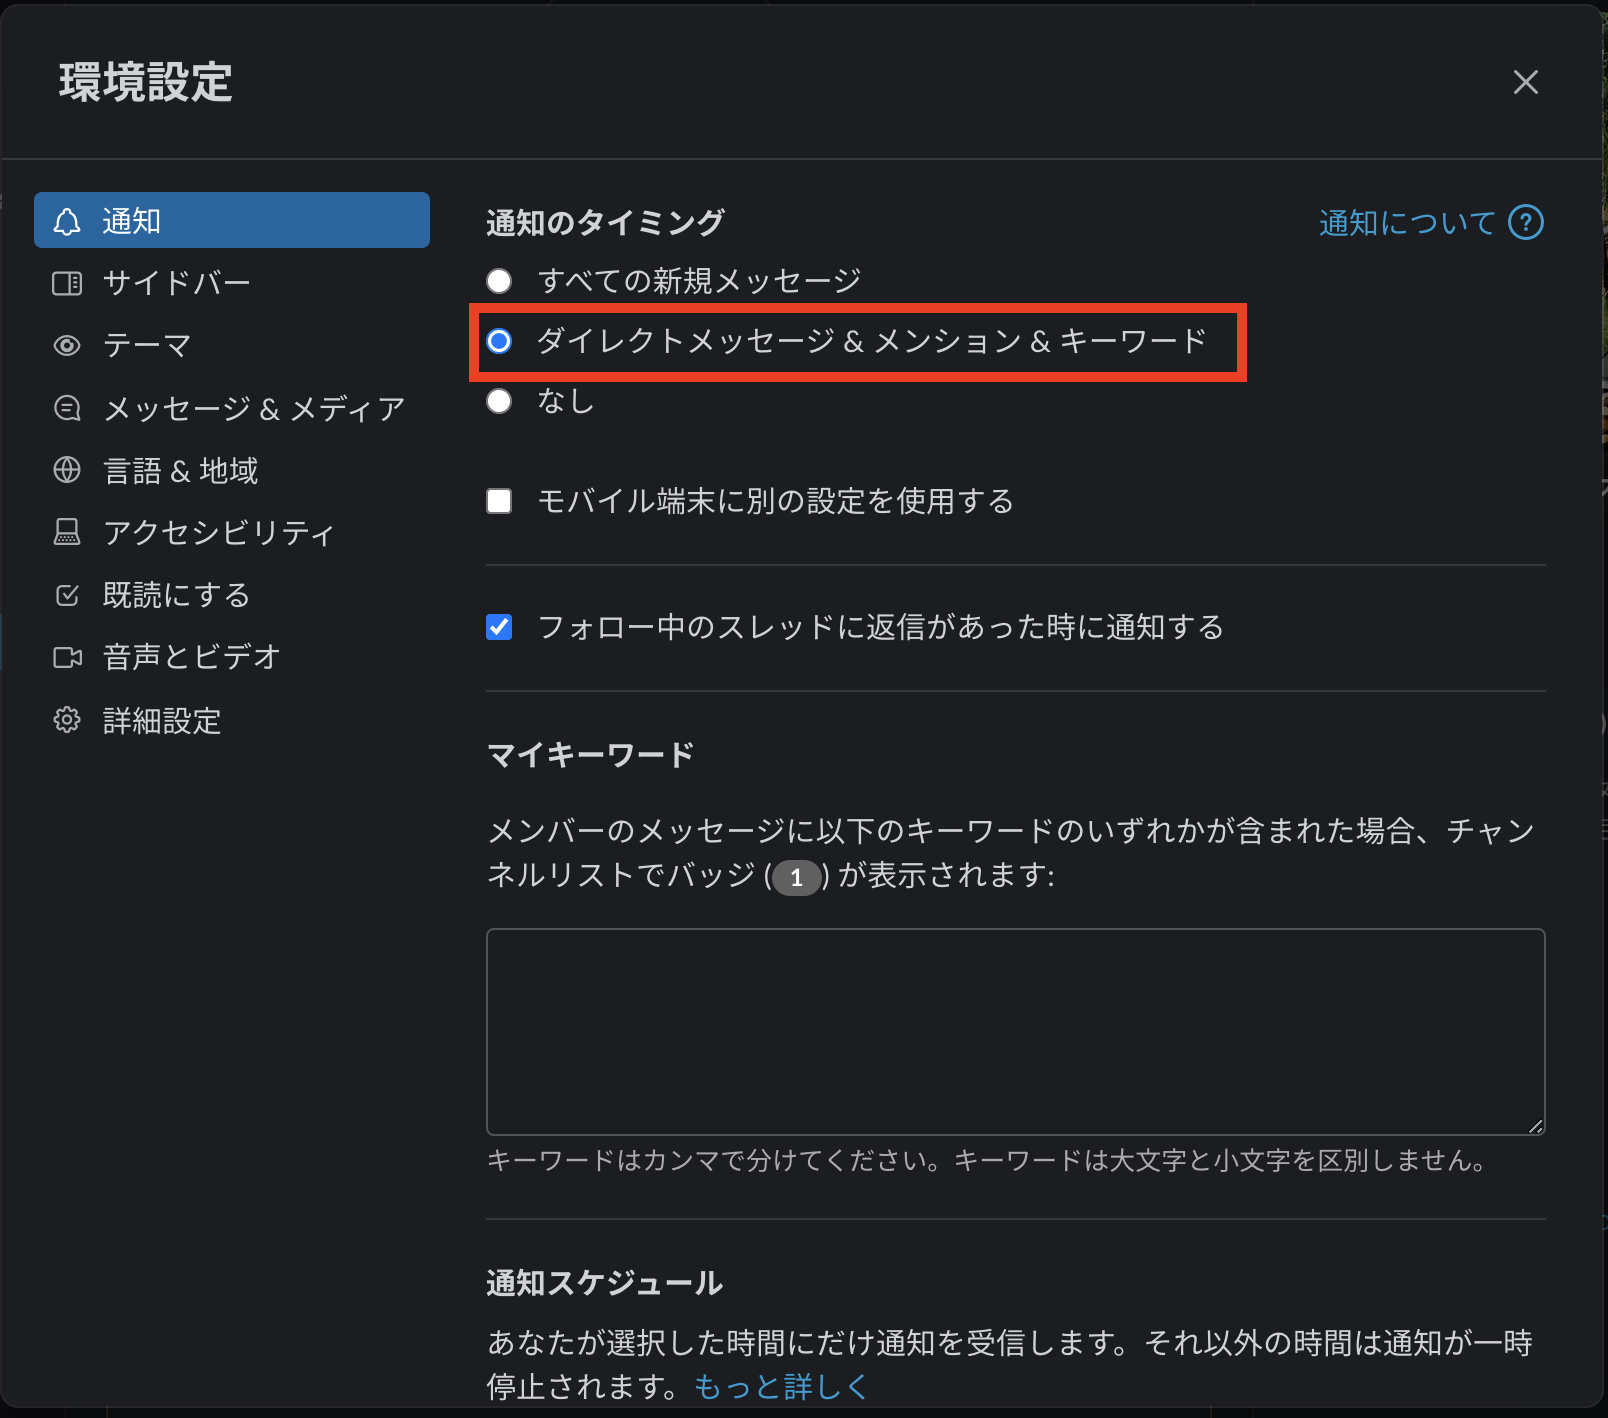 環境設定
通知
サイドバー
テーマ
メッセージ & メディア
言語 & 地域
アクセシビリティ
既読にする
音声とビデオ
詳細設定
通知のタイミング
通知について ?
すべての新規メッセージ
ダイレクトメッセージ & メンション & キーワード
なし
モバイル端末に別の設定を使用する
フォロー中のスレッドに返信があった時に通知する
マイキーワード
メンバーのメッセージに以下のキーワードのいずれかが含まれた場合、チャン
ネルリストでバッジ (1) が表示されます:
キーワードはカンマで分けてください。キーワードは大文字と小文字を区別しません。
通知スケジュール
あなたが選択した時間にだけ通知を受信します。それ以外の時間は通知が一時
停止されます。もっと詳しく